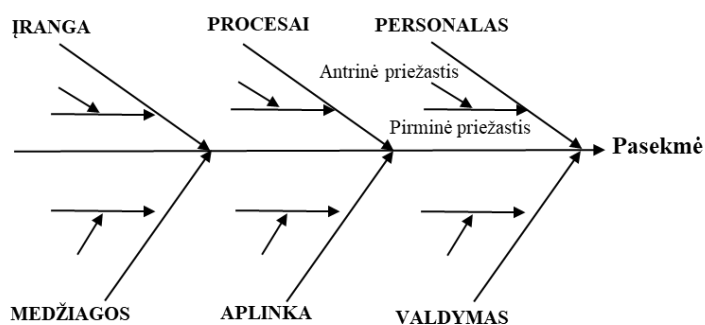 ĮRANGA
PROCESAI
PERSONALAS
Antrinė priežastis
Pirminė priežastis
Pasekmė
MEDŽIAGOS
APLINKA
VALDYMAS